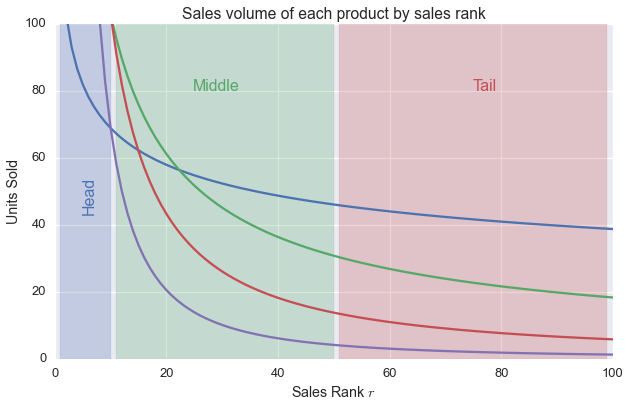 Sales volume of each product by sales rank
100
80
60
40
20
0
Units Sold
Head
Middle
Tail
0 20 40 60 80 100
Sales Rank r